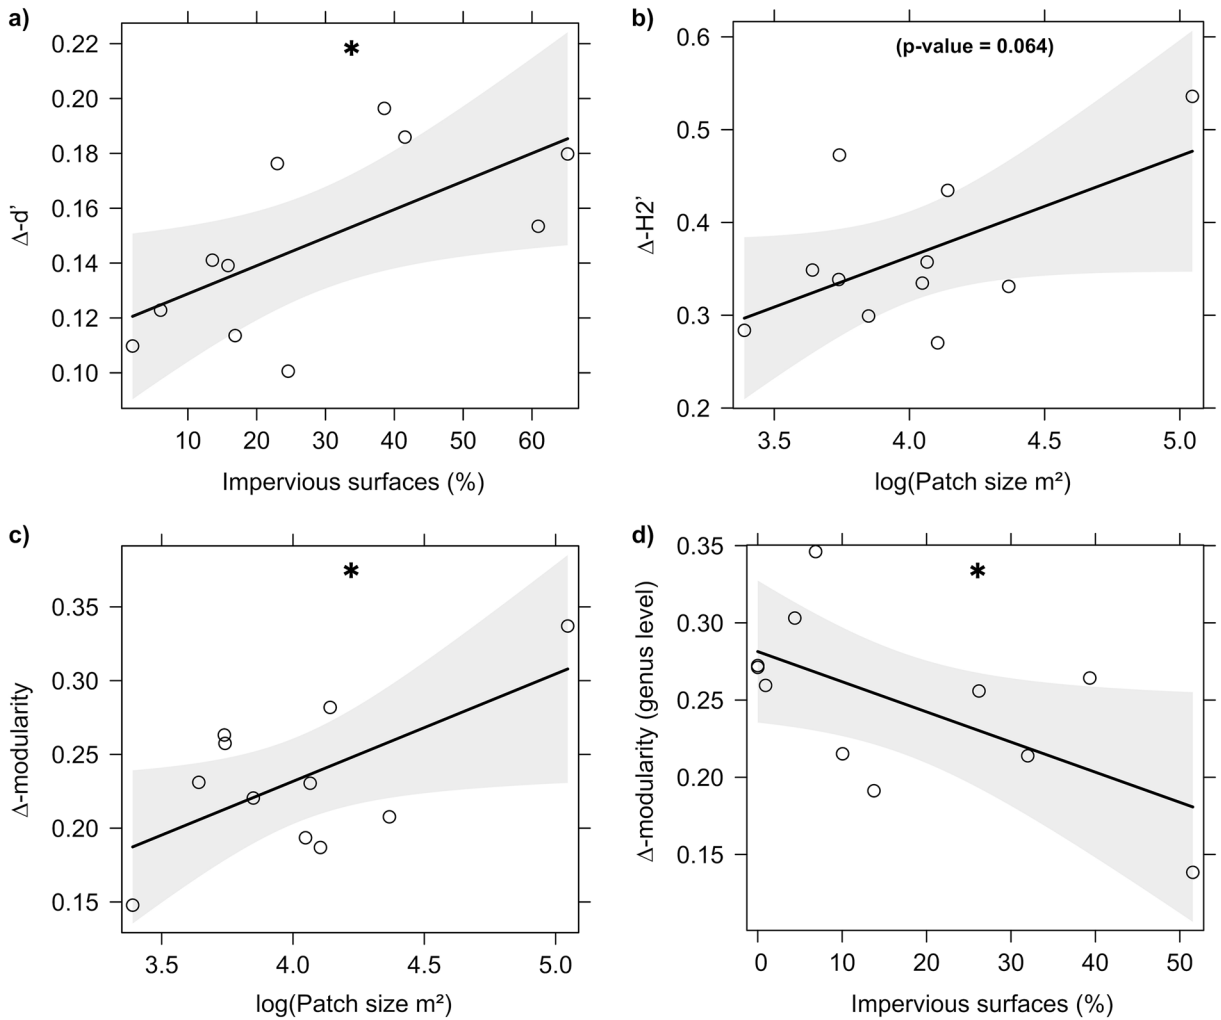 a)
*
0.22
0.20
0.18
0.16
0.14
0.12
0.10
Δ-d’
10 20 30 40 50 60
Impervious surfaces (%)
b)
(p-value = 0.064)
0.6
0.5
0.4
0.3
0.2
Δ-H2’
3.5 4.0 4.5 5.0
log(Patch size m²)
c)
*
0.35
0.30
0.25
0.20
0.15
Δ-modularity
3.5 4.0 4.5 5.0
log(Patch size m²)
d)
*
0.35
0.30
0.25
0.20
0.15
Δ-modularity (genus level)
0 10 20 30 40 50
Impervious surfaces (%)